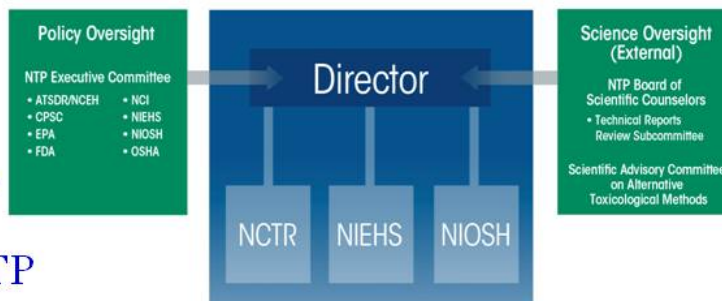 Policy Oversight
NTP Executive Committee
• ATSDR/NCEH • NCI
• CPSC • NIEHS
• EPA • NIOSH
• FDA • OSHA
Director
NCTR NIEHS NIOSH
Science Oversight
(External)
NTP Board of
Scientific Counselors
• Technical Reports
Review Subcommittee
Scientific Advisory Committee
on Alternative
Toxicological Methods
TP